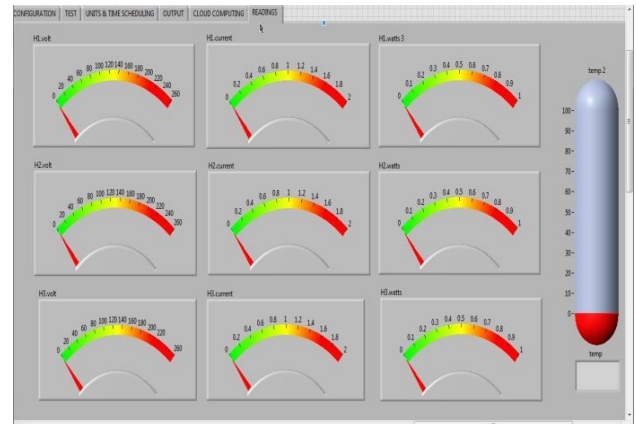 CONFIGURATION TEST UNITS & TIME SCHEDULING OUTPUT CLOUD COMPUTING READINGS
H1.volt
0 20 40 60 80 100 120 140 160 180 200 220 240 260
H1.current
0 0.2 0.4 0.6 0.8 1 1.2 1.4 1.6 1.8 2
H1.watts 3
0 0.1 0.2 0.3 0.4 0.5 0.6 0.7 0.8 0.9 1
H2.volt
0 20 40 60 80 100 120 140 160 180 200 220 240 260
H2.current
0 0.2 0.4 0.6 0.8 1 1.2 1.4 1.6 1.8 2
H2.watts
0 0.1 0.2 0.3 0.4 0.5 0.6 0.7 0.8 0.9 1
H3.volt
0 20 40 60 80 100 120 140 160 180 200 220 240 260
H3.current
0 0.2 0.4 0.6 0.8 1 1.2 1.4 1.6 1.8 2
H3.watts
0 0.1 0.2 0.3 0.4 0.5 0.6 0.7 0.8 0.9 1
temp 2
100
90
80
70
60
50
40
30
20
10
0
temp